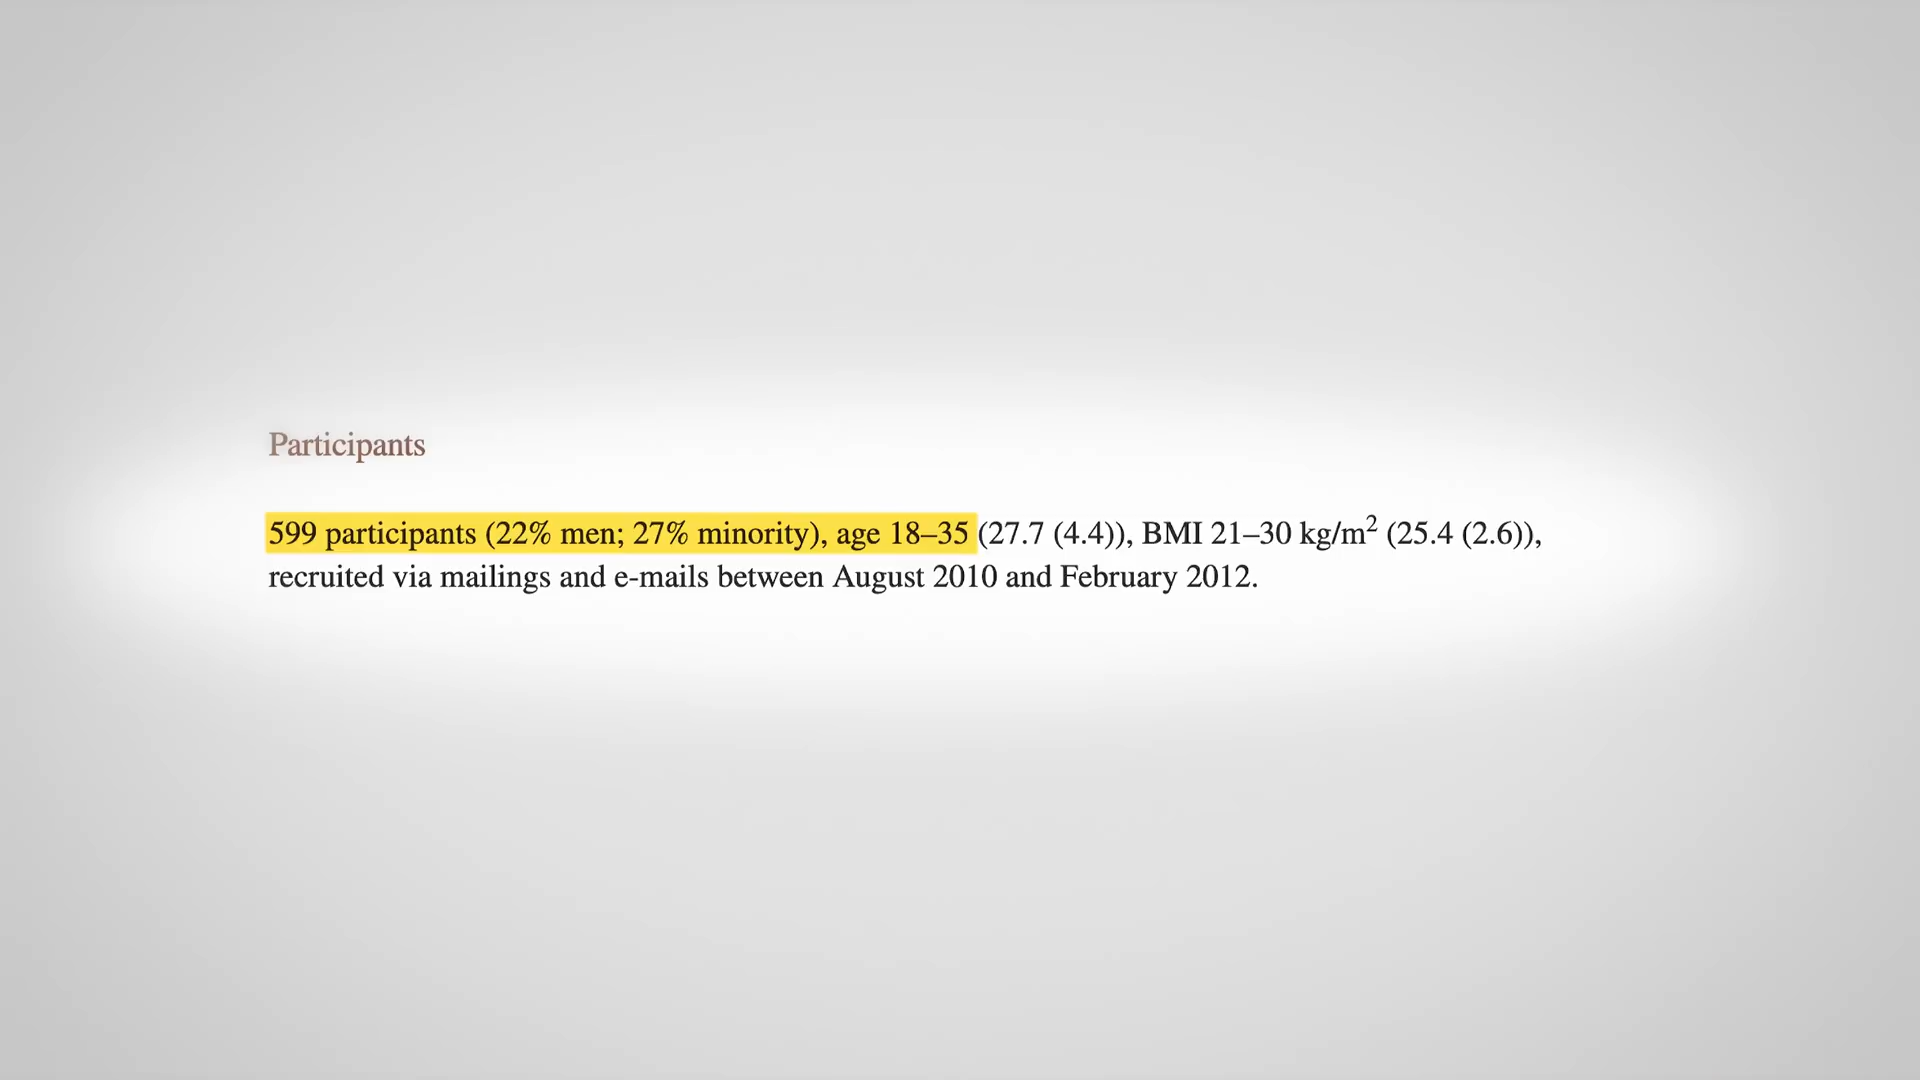 Participants
599 participants (22% men; 27% minority), age 18–35 (27.7 (4.4)), BMI 21–30 kg/m² (25.4 (2.6)),
recruited via mailings and e-mails between August 2010 and February 2012.